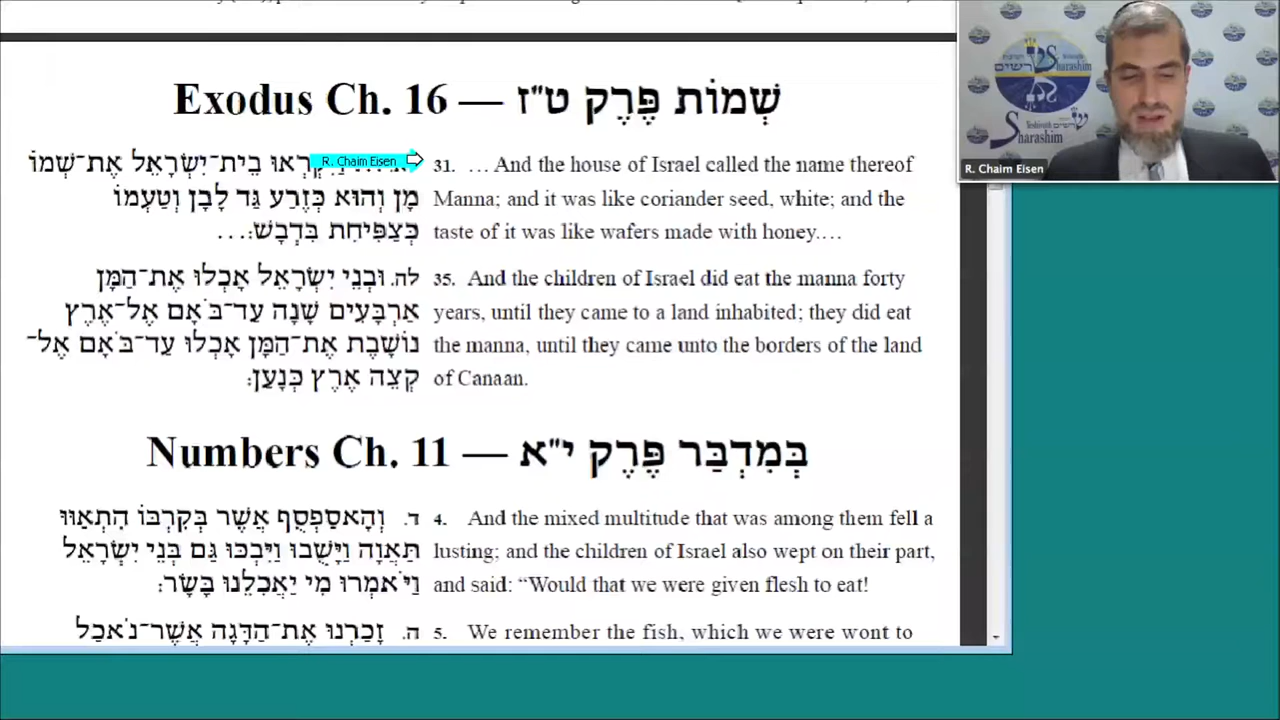 Exodus Ch. 16 — שְׁמוֹת פֶּרֶק ט"ז
31. … And the house of Israel called the name thereof
Manna; and it was like coriander seed, white; and the
taste of it was like wafers made with honey.…
בֵית־יִשְׂרָאֵל אֶת־שְׁמוֹ
מָן וְהוּא כְּזֶרַע גַּד לָבָן וְטַעְמוֹ
כְּצַפִּיחִת בִּדְבָשׁ:…
35. And the children of Israel did eat the manna forty
years, until they came to a land inhabited; they did eat
the manna, until they came unto the borders of the land
of Canaan.
לה. וּבְנֵי יִשְׂרָאֵל אָכְלוּ אֶת־הַמָּן
אַרְבָּעִים שָׁנָה עַד־בֹּאָם אֶל־אֶרֶץ
נוֹשָׁבֶת אֶת־הַמָּן אָכְלוּ עַד־בֹּאָם אֶל־
קְצֵה אֶרֶץ כְּנָעַן:
Numbers Ch. 11 — בְּמִדְבַּר פֶּרֶק י"א
4. And the mixed multitude that was among them fell a
lusting; and the children of Israel also wept on their part,
and said: “Would that we were given flesh to eat!
ד. וְהָאסַפְסֻף אֲשֶׁר בְּקִרְבּוֹ הִתְאַוּוּ
תַּאֲוָה וַיָּשֻׁבוּ וַיִּבְכּוּ גַּם בְּנֵי יִשְׂרָאֵל
וַיֹּאמְרוּ מִי יַאֲכִלֵנוּ בָּשָׂר:
5. We remember the fish, which we were wont to
ה. זָכַרְנוּ אֶת־הַדָּגָה אֲשֶׁר־נֹאכַל
R. Chaim Eisen
R. Chaim Eisen
Sharashim
Yeshivath
Sharashim
שרשים